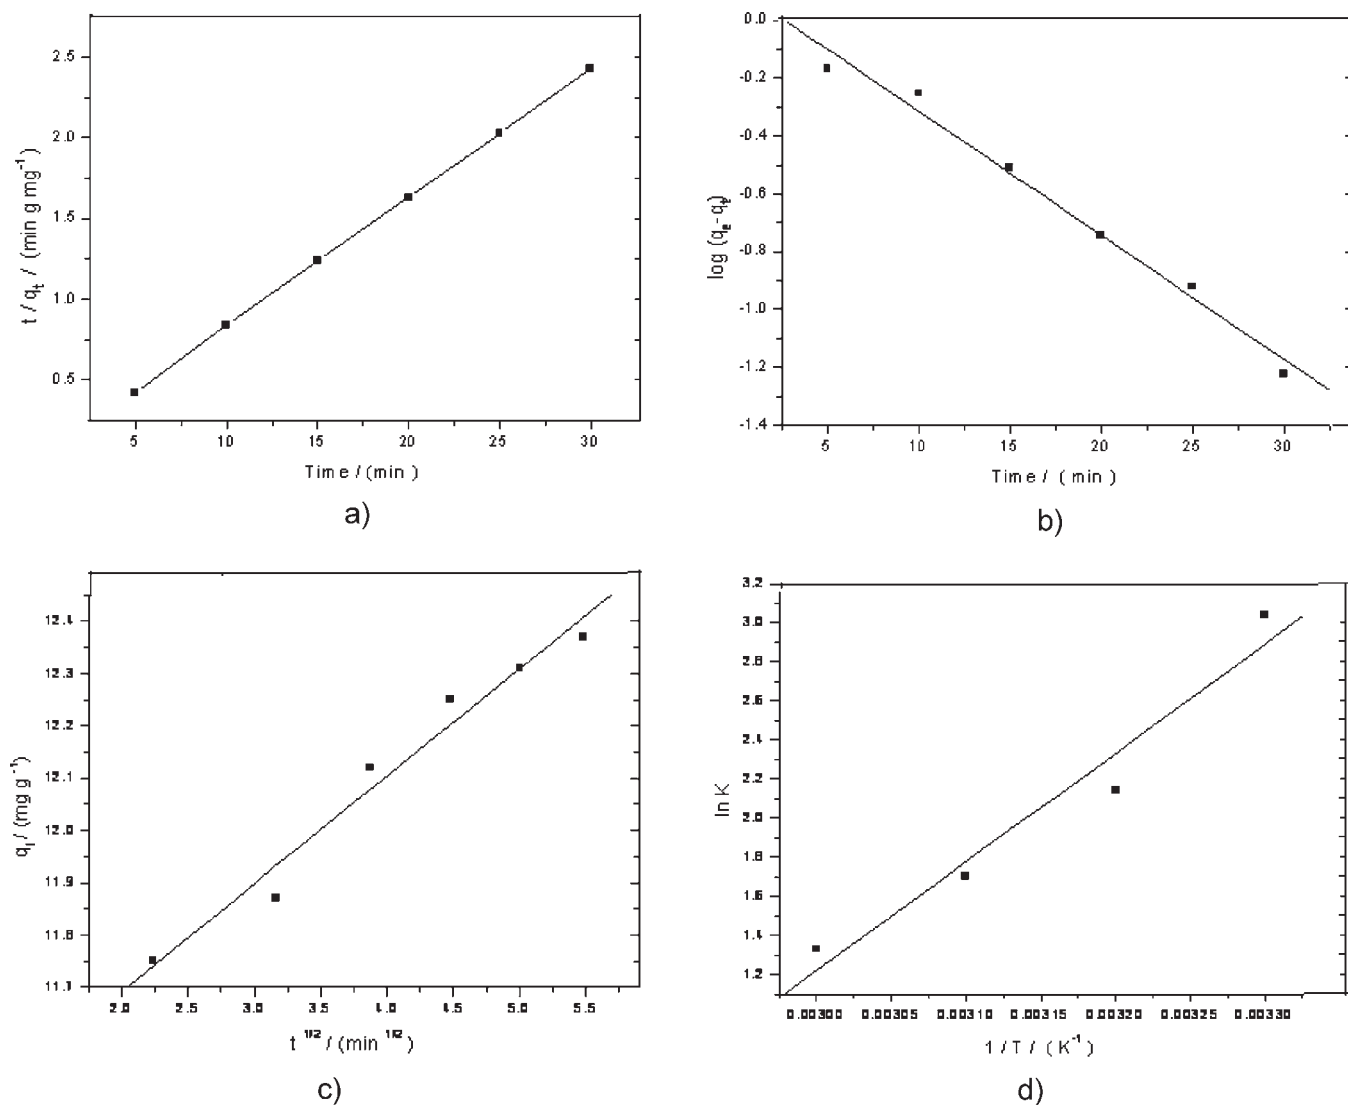 2.5
2.0
1.5
1.0
0.5
t / q_t / (min g mg⁻¹)
5 10 15 20 25 30
Time / (min)
a)
0.0
-0.2
-0.4
-0.6
-0.8
-1.0
-1.2
-1.4
log (q_e - q_t)
5 10 15 20 25 30
Time / (min)
b)
12.4
12.3
12.2
12.1
12.0
11.9
11.8
11.7
q_t / (mg g⁻¹)
2.0 2.5 3.0 3.5 4.0 4.5 5.0 5.5
t ^1/2 / (min ^1/2)
c)
3.2
3.0
2.8
2.6
2.4
2.2
2.0
1.8
1.6
1.4
1.2
ln K
0.00300 0.00305 0.00310 0.00315 0.00320 0.00325 0.00330
1 / T / (K⁻¹)
d)